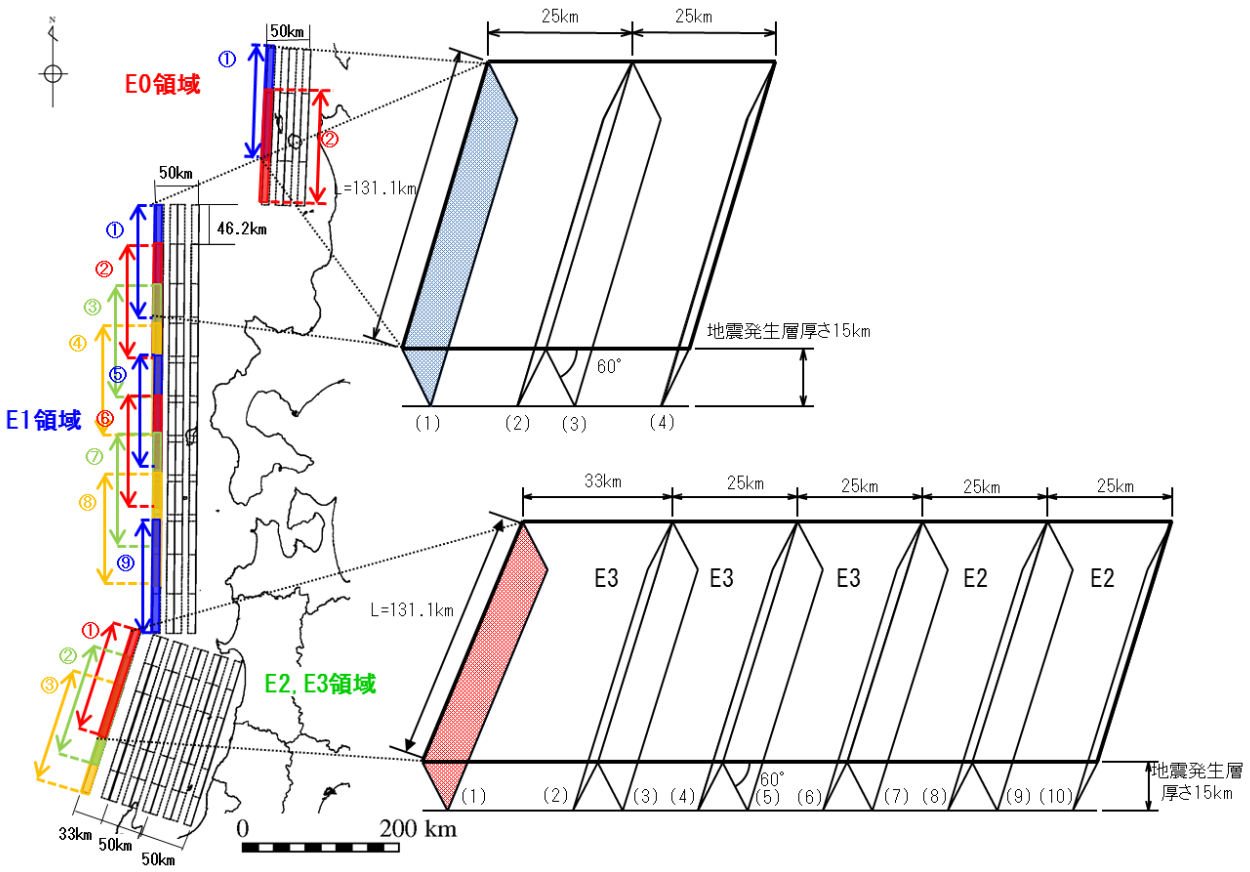 N
50km
①
E0領域
②
50km
46.2km
①
②
③
④
⑤
⑥
⑦
⑧
⑨
E1領域
25km
25km
L=131.1km
地震発生層厚さ15km
60°
(1)
(2)
(3)
(4)
①
②
③
E2, E3領域
33km
50km
50km
0
200 km
33km
25km
25km
25km
25km
L=131.1km
E3
E3
E3
E2
E2
60°
(1)
(2)
(3)
(4)
(5)
(6)
(7)
(8)
(9)
(10)
地震発生層
厚さ15km